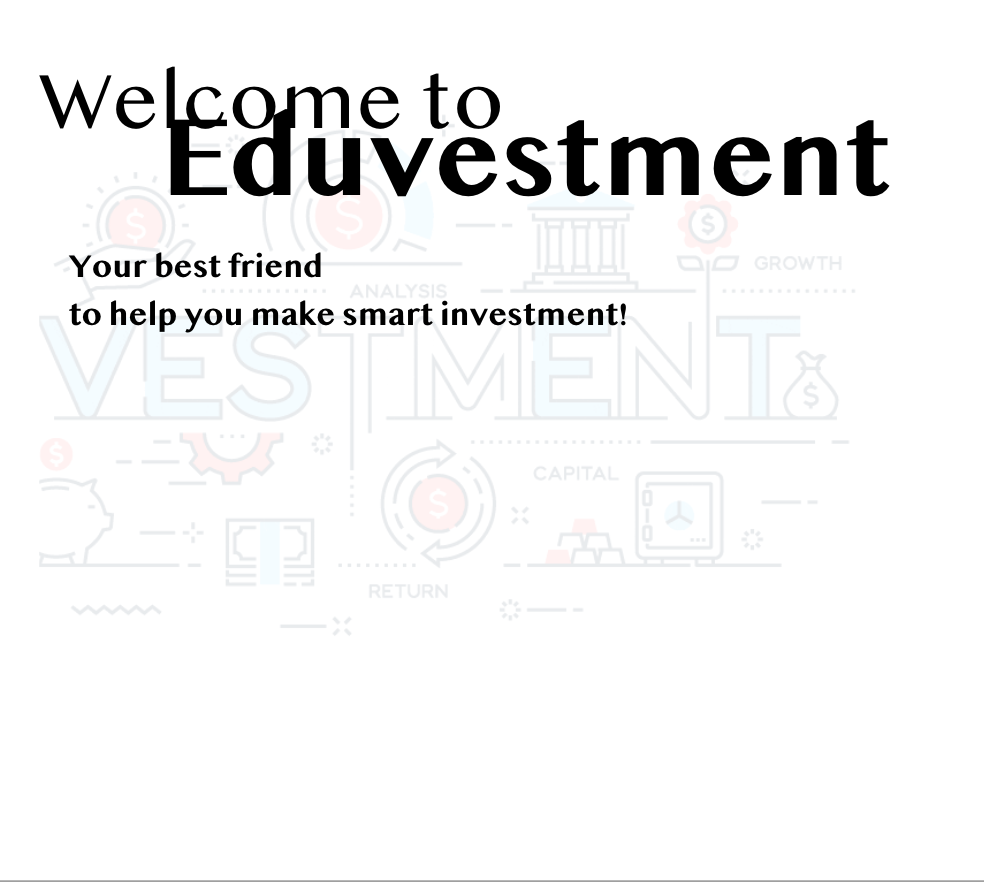 Welcome to
Eduvestment
Your best friend
to help you make smart investment!
GROWTH
ANALYSIS
VESTMENT
CAPITAL
RETURN